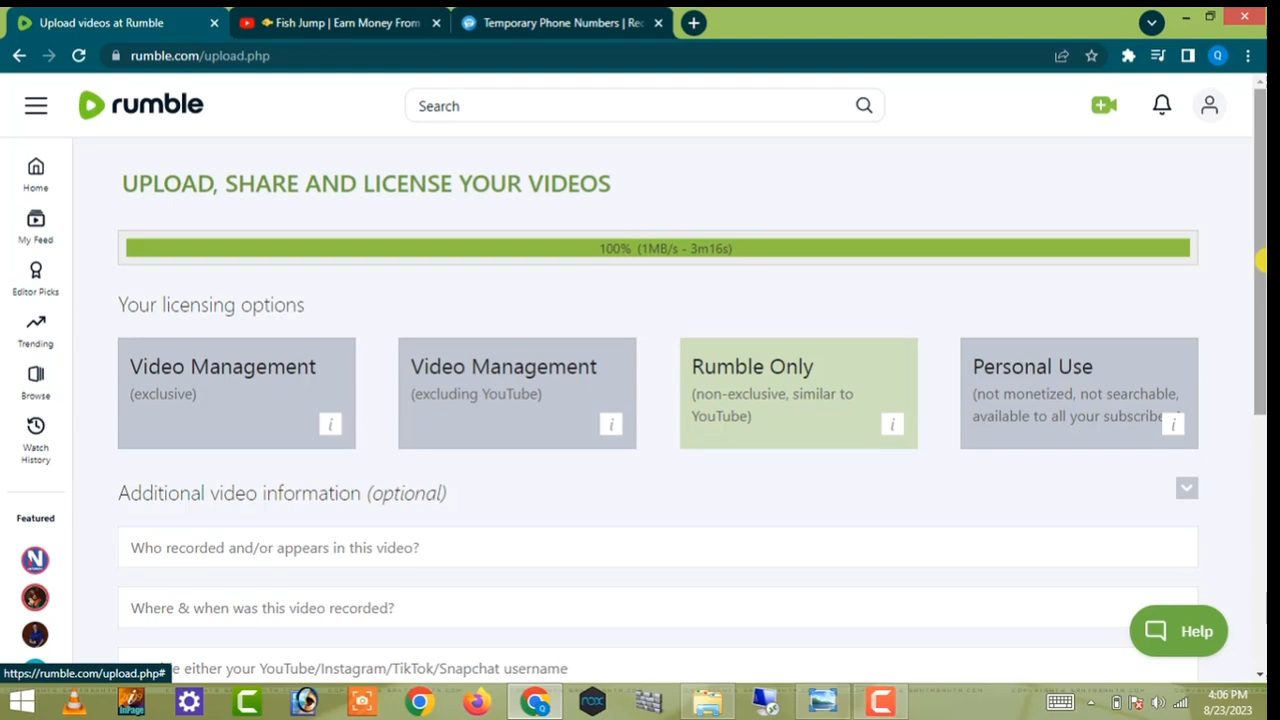 Upload videos at Rumble
Fish Jump | Earn Money From
Temporary Phone Numbers | Rec
rumble.com/upload.php
Q
rumble
Search
Home
My Feed
Editor Picks
Trending
Browse
Watch
History
Featured
UPLOAD, SHARE AND LICENSE YOUR VIDEOS
100% (1MB/s - 3m16s)
Your licensing options
Video Management
(exclusive)
i
Video Management
(excluding YouTube)
i
Rumble Only
(non-exclusive, similar to
YouTube)
i
Personal Use
(not monetized, not searchable,
available to all your subscribe
i
Additional video information (optional)
Who recorded and/or appears in this video?
Where & when was this video recorded?
e either your YouTube/Instagram/TikTok/Snapchat username
Help
https://rumble.com/upload.php#
InPage
nox
4:06 PM
8/23/2023